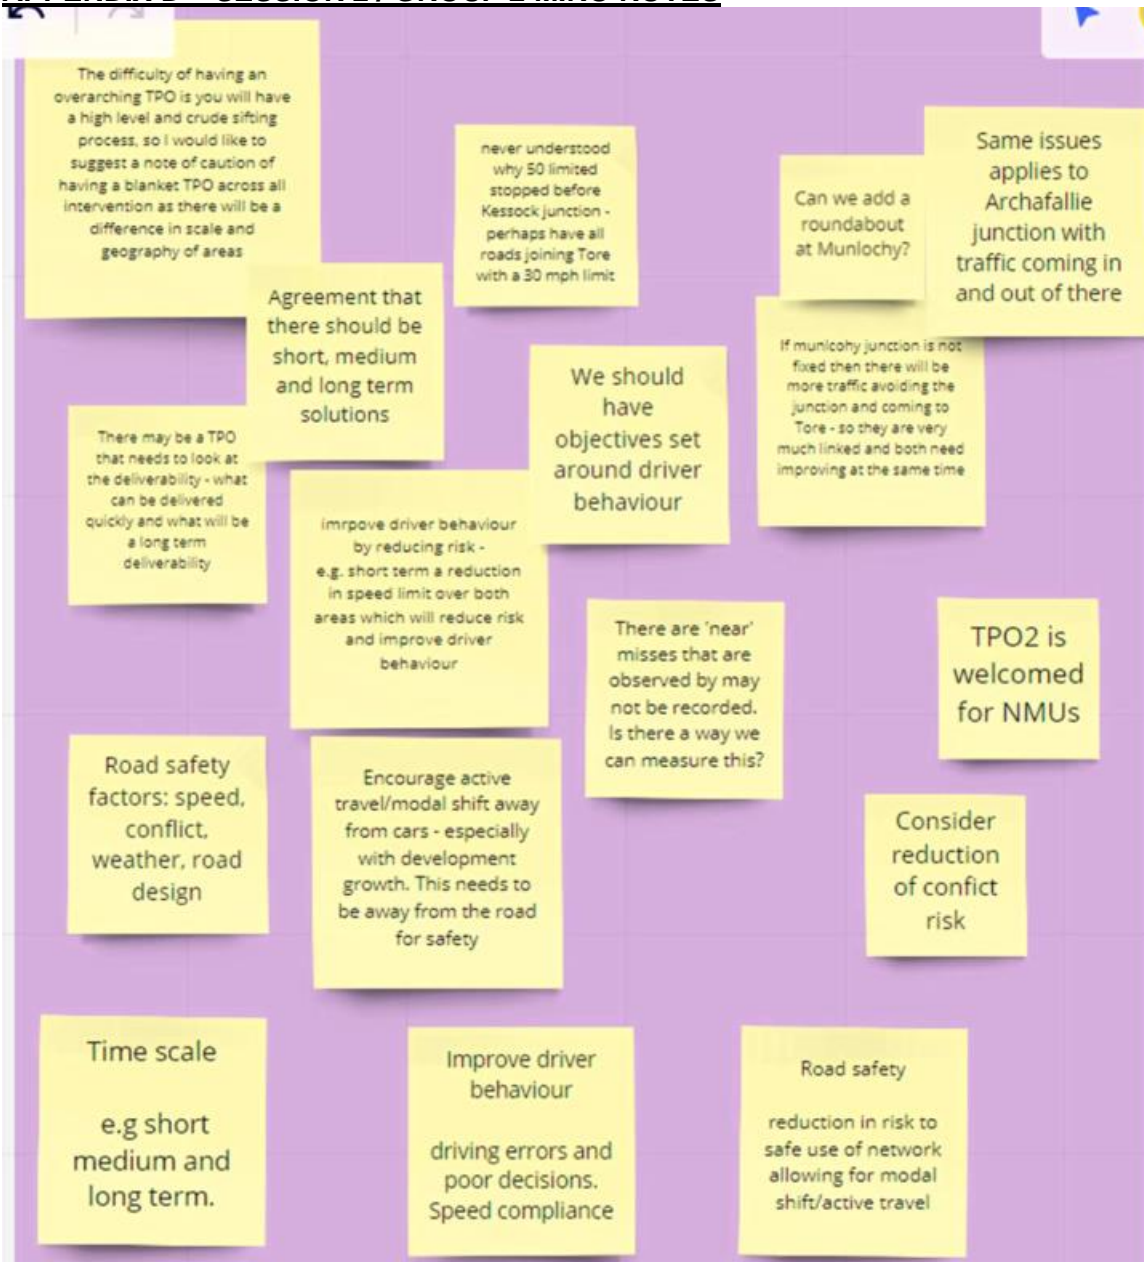 The difficulty of having an
overarching TPO is you will have
a high level and crude sifting
process, so I would like to
suggest a note of caution of
having a blanket TPO across all
intervention as there will be a
difference in scale and
geography of areas
never understood
why 50 limited
stopped before
Kessock junction -
perhaps have all
roads joining Tore
with a 30 mph limit
Can we add a
roundabout
at Munlochy?
Same issues
applies to
Archafallie
junction with
traffic coming in
and out of there
Agreement that
there should be
short, medium
and long term
solutions
We should
have
objectives set
around driver
behaviour
If munlcohy junction is not
fixed then there will be
more traffic avoiding the
junction and coming to
Tore - so they are very
much linked and both need
improving at the same time
There may be a TPO
that needs to look at
the deliverability - what
can be delivered
quickly and what will be
a long term
deliverability
imrpove driver behaviour
by reducing risk -
e.g. short term a reduction
in speed limit over both
areas which will reduce risk
and improve driver
behaviour
There are 'near'
misses that are
observed by may
not be recorded.
Is there a way we
can measure this?
TPO2 is
welcomed
for NMUs
Road safety
factors: speed,
conflict,
weather, road
design
Encourage active
travel/modal shift away
from cars - especially
with development
growth. This needs to
be away from the road
for safety
Consider
reduction
of confict
risk
Time scale
e.g short
medium and
long term.
Improve driver
behaviour
driving errors and
poor decisions.
Speed compliance
Road safety
reduction in risk to
safe use of network
allowing for modal
shift/active travel